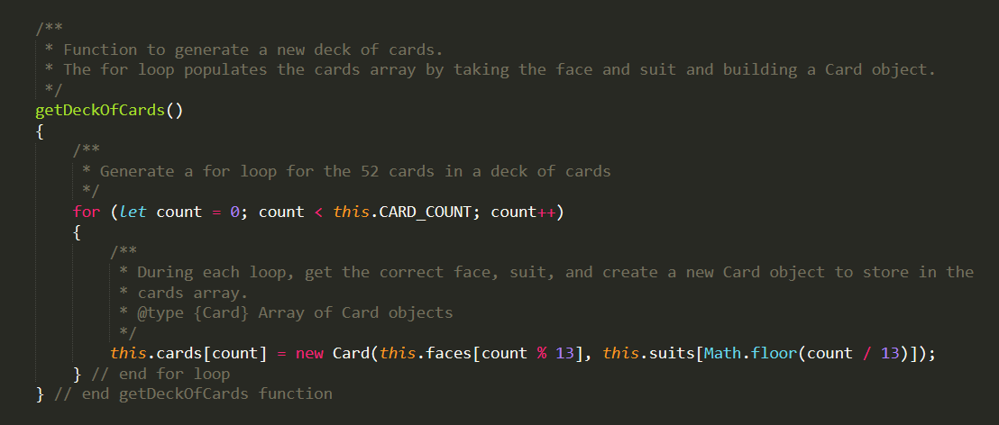 /**
* Function to generate a new deck of cards.
* The for loop populates the cards array by taking the face and suit and building a Card object.
*/
getDeckOfCards()
{
/**
* Generate a for loop for the 52 cards in a deck of cards
*/
for (let count = 0; count < this.CARD_COUNT; count++)
{
/**
* During each loop, get the correct face, suit, and create a new Card object to store in the
* cards array.
* @type {Card} Array of Card objects
*/
this.cards[count] = new Card(this.faces[count % 13], this.suits[Math.floor(count / 13)]);
} // end for loop
} // end getDeckOfCards function